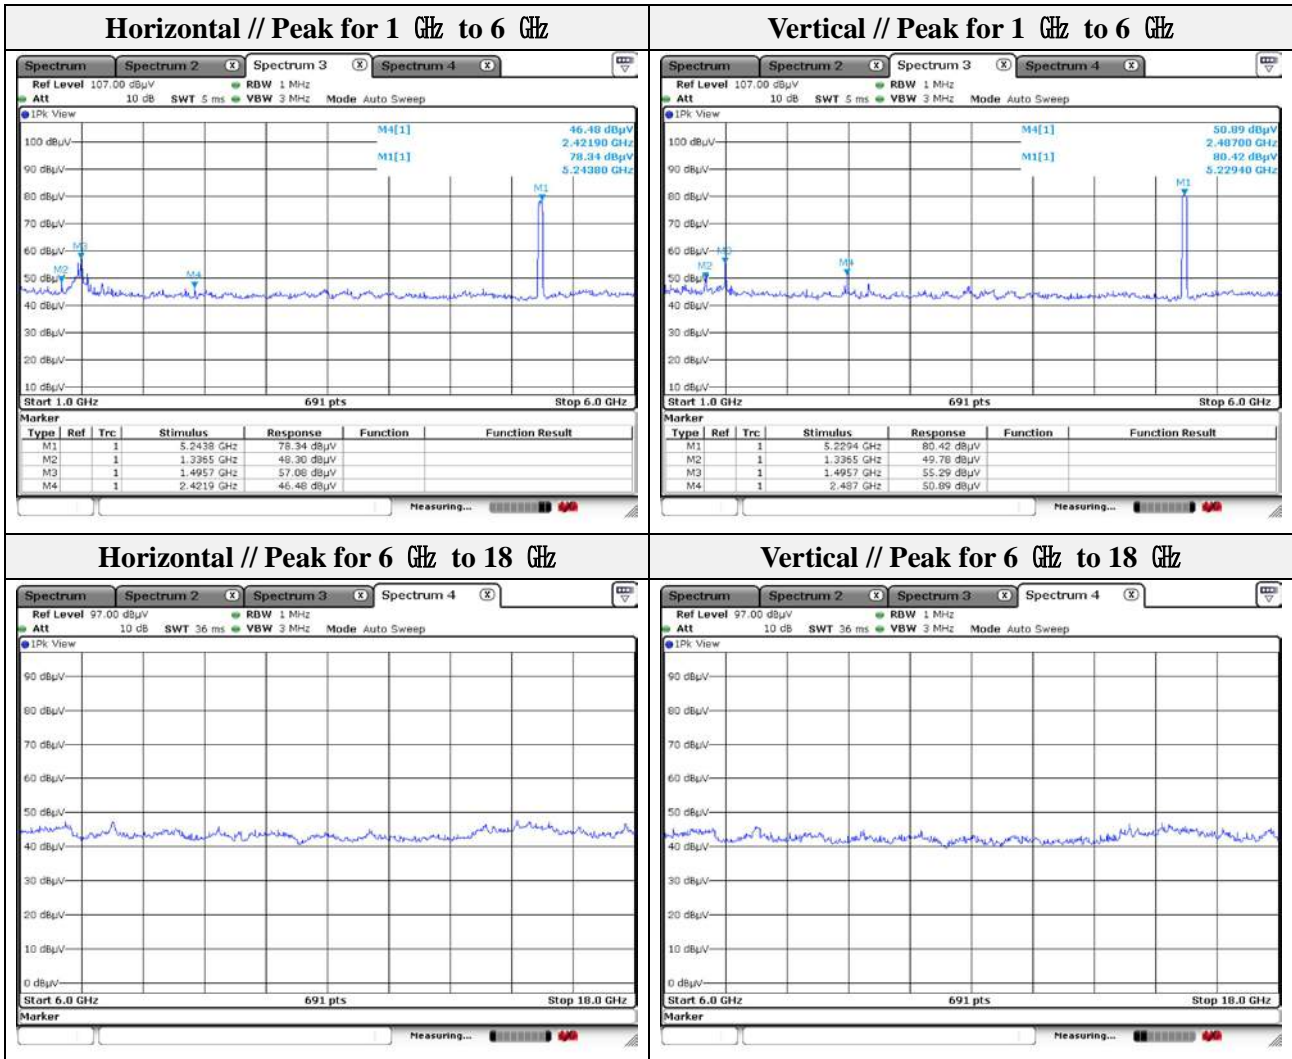 Horizontal // Peak for 1 ㎓ to 6 ㎓
Spectrum Spectrum 2 Spectrum 3 Spectrum 4
Ref Level 107.00 dBµV RBW 1 MHz
Att 10 dB SWT 5 ms VBW 3 MHz Mode Auto Sweep
1Pk View
M4[1] 46.48 dBµV
2.42190 GHz
M1[1] 78.34 dBµV
5.24380 GHz
100 dBµV
90 dBµV
80 dBµV
70 dBµV
60 dBµV
50 dBµV
40 dBµV
30 dBµV
20 dBµV
10 dBµV
M1
M2
M3
M4
Start 1.0 GHz 691 pts Stop 6.0 GHz
Marker
Type Ref Trc Stimulus Response Function Function Result
M1 1 5.2438 GHz 78.34 dBµV
M2 1 1.3365 GHz 48.30 dBµV
M3 1 1.4957 GHz 57.08 dBµV
M4 1 2.4219 GHz 46.48 dBµV
Measuring...
Vertical // Peak for 1 ㎓ to 6 ㎓
Spectrum Spectrum 2 Spectrum 3 Spectrum 4
Ref Level 107.00 dBµV RBW 1 MHz
Att 10 dB SWT 5 ms VBW 3 MHz Mode Auto Sweep
1Pk View
M4[1] 50.89 dBµV
2.48700 GHz
M1[1] 80.42 dBµV
5.22940 GHz
100 dBµV
90 dBµV
80 dBµV
70 dBµV
60 dBµV
50 dBµV
40 dBµV
30 dBµV
20 dBµV
10 dBµV
M1
M2
M4
Start 1.0 GHz 691 pts Stop 6.0 GHz
Marker
Type Ref Trc Stimulus Response Function Function Result
M1 1 5.2294 GHz 80.42 dBµV
M2 1 1.3365 GHz 49.78 dBµV
M3 1 1.4957 GHz 55.29 dBµV
M4 1 2.487 GHz 50.89 dBµV
Measuring...
Horizontal // Peak for 6 ㎓ to 18 ㎓
Spectrum Spectrum 2 Spectrum 3 Spectrum 4
Ref Level 97.00 dBµV RBW 1 MHz
Att 10 dB SWT 36 ms VBW 3 MHz Mode Auto Sweep
1Pk View
90 dBµV
80 dBµV
70 dBµV
60 dBµV
50 dBµV
40 dBµV
30 dBµV
20 dBµV
10 dBµV
0 dBµV
Start 6.0 GHz 691 pts Stop 18.0 GHz
Marker
Measuring...
Vertical // Peak for 6 ㎓ to 18 ㎓
Spectrum Spectrum 2 Spectrum 3 Spectrum 4
Ref Level 97.00 dBµV RBW 1 MHz
Att 10 dB SWT 36 ms VBW 3 MHz Mode Auto Sweep
1Pk View
90 dBµV
80 dBµV
70 dBµV
60 dBµV
50 dBµV
40 dBµV
30 dBµV
20 dBµV
10 dBµV
0 dBµV
Start 6.0 GHz 691 pts Stop 18.0 GHz
Marker
Measuring...